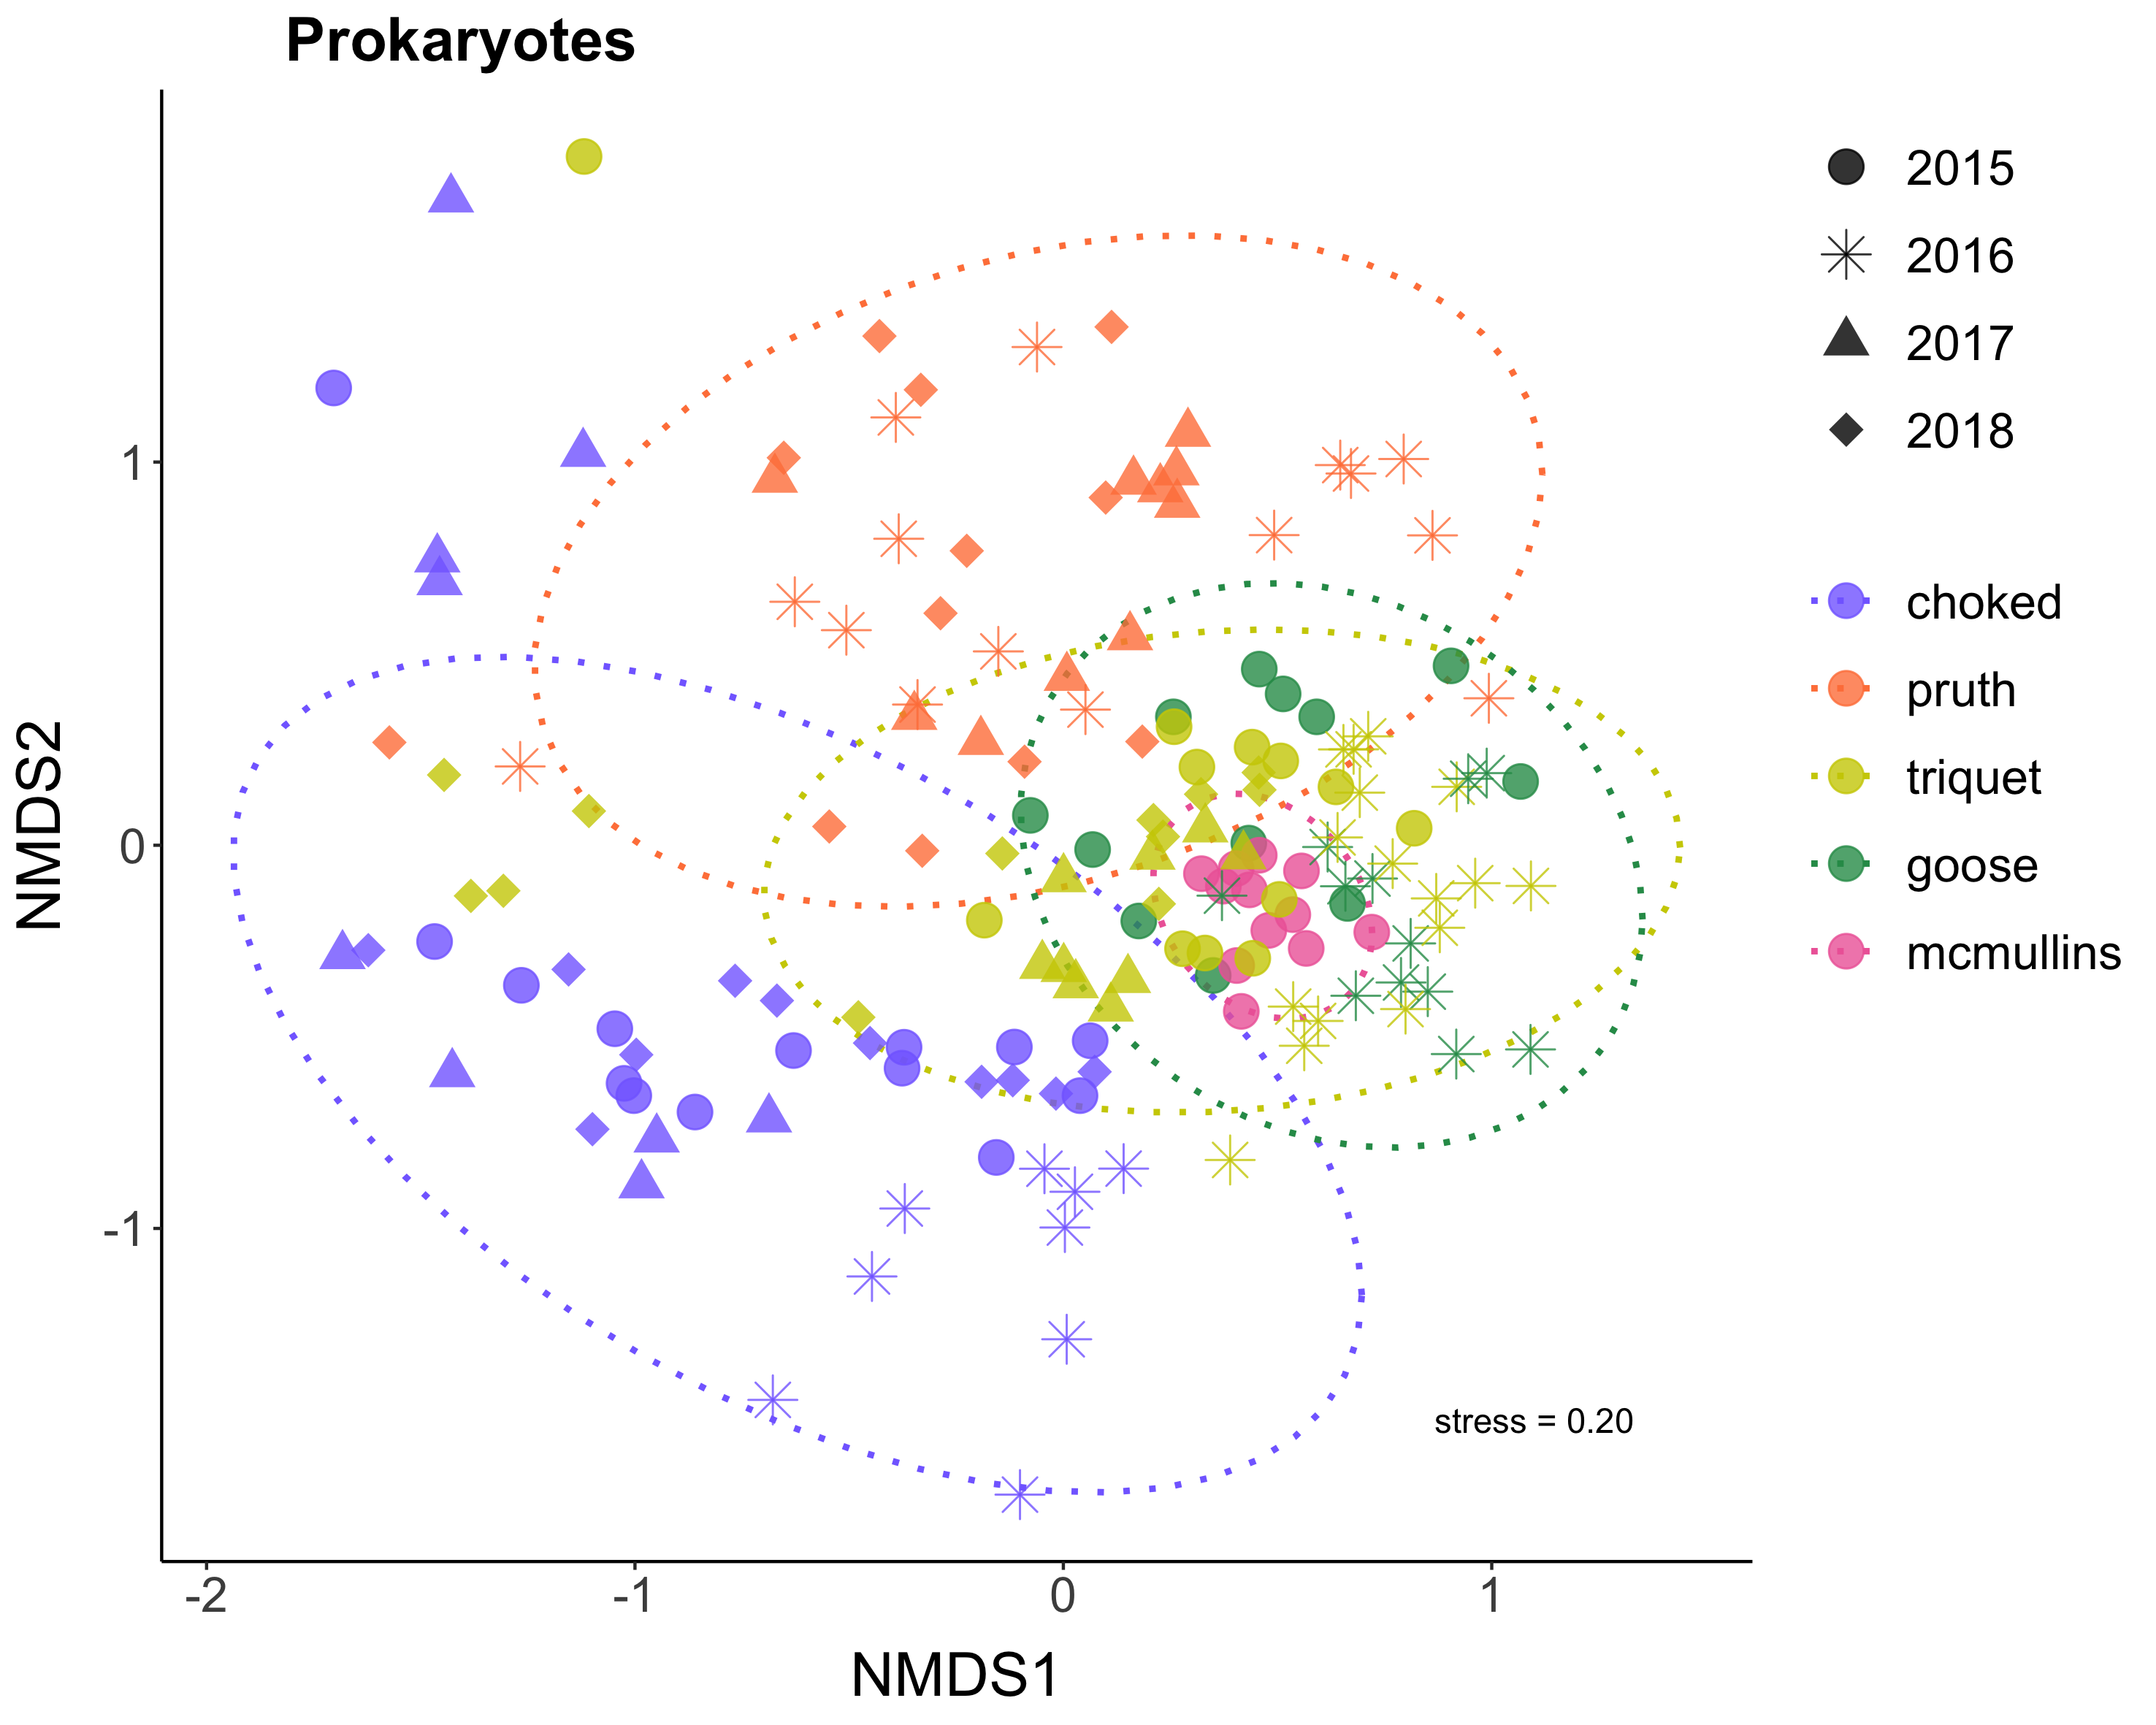 Prokaryotes
2015
2016
2017
2018
choked
pruth
triquet
goose
mcmullins
NMDS2
1
0
-1
stress = 0.20
-2
-1
0
1
NMDS1